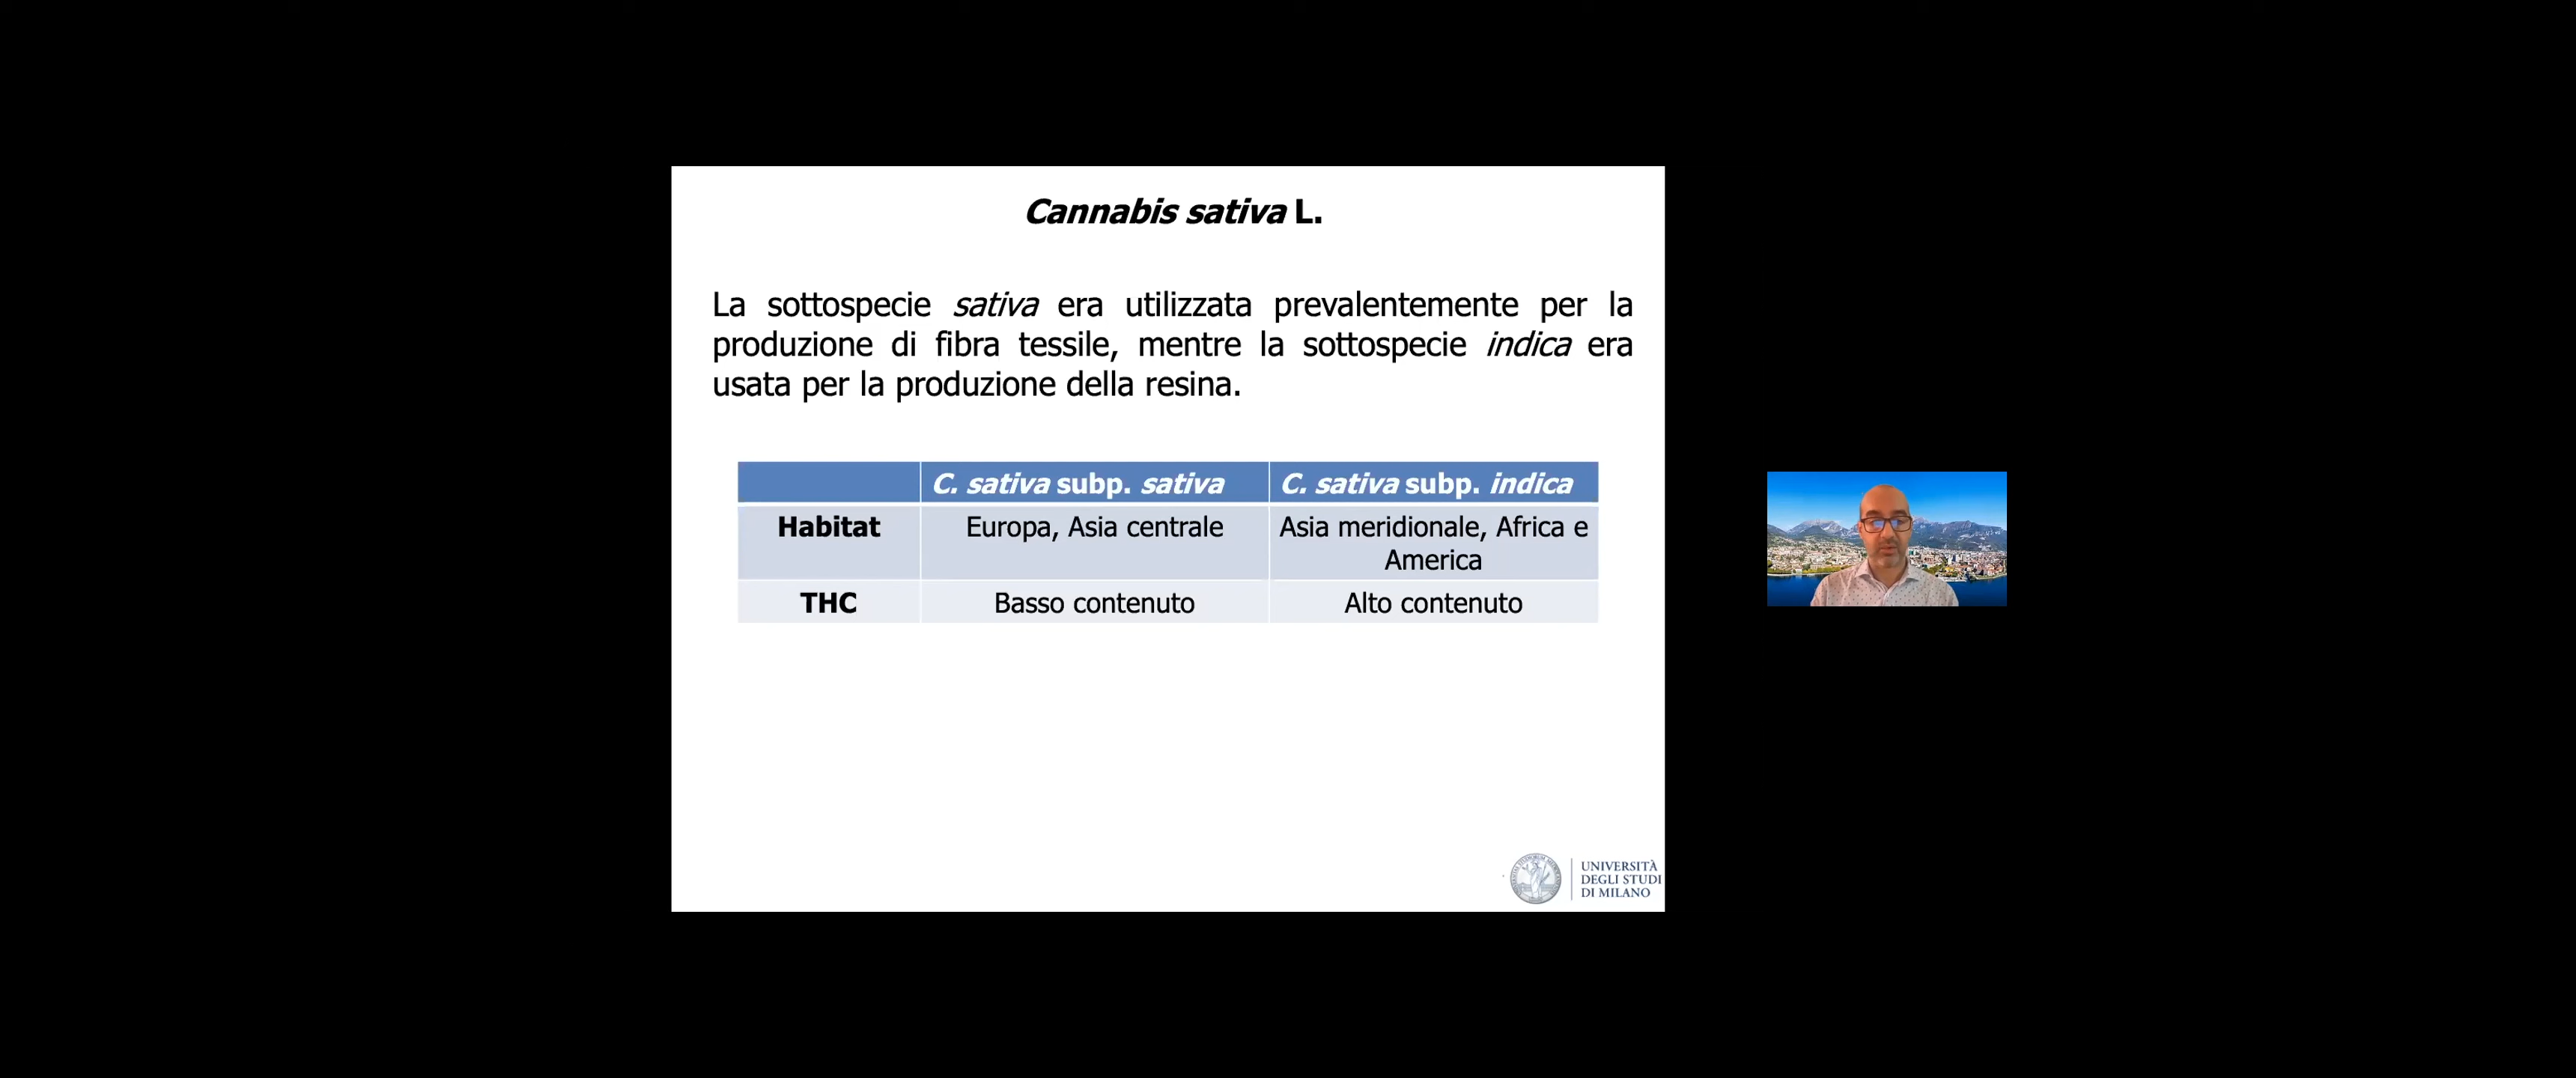 Cannabis sativa L.
La sottospecie sativa era utilizzata prevalentemente per la
produzione di fibra tessile, mentre la sottospecie indica era
usata per la produzione della resina.
C. sativa subp. sativa C. sativa subp. indica
Habitat Europa, Asia centrale Asia meridionale, Africa e
America
THC Basso contenuto Alto contenuto
UNIVERSITÀ
DEGLI STUDI
DI MILANO